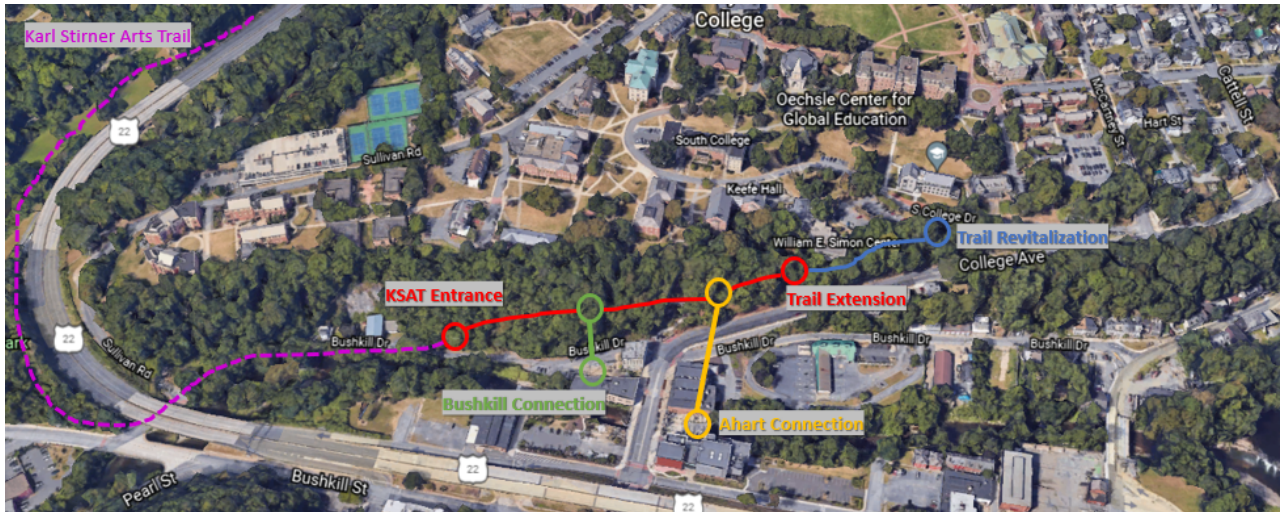 College
Karl Stirner Arts Trail
22
Oechsle Center for
Global Education
McCartney St
Cattell St
Hart St
South College
Sullivan Rd
Keefe Hall
S College Dr
William E. Simon Center
Trail Revitalization
College Ave
KSAT Entrance
Trail Extension
Bushkill Dr
Bushkill Dr
Bushkill Dr
Bushkill Dr
Bushkill Dr
ark
22
Sullivan Rd
Bushkill Connection
Ahart Connection
22
Pearl St
Bushkill St
22